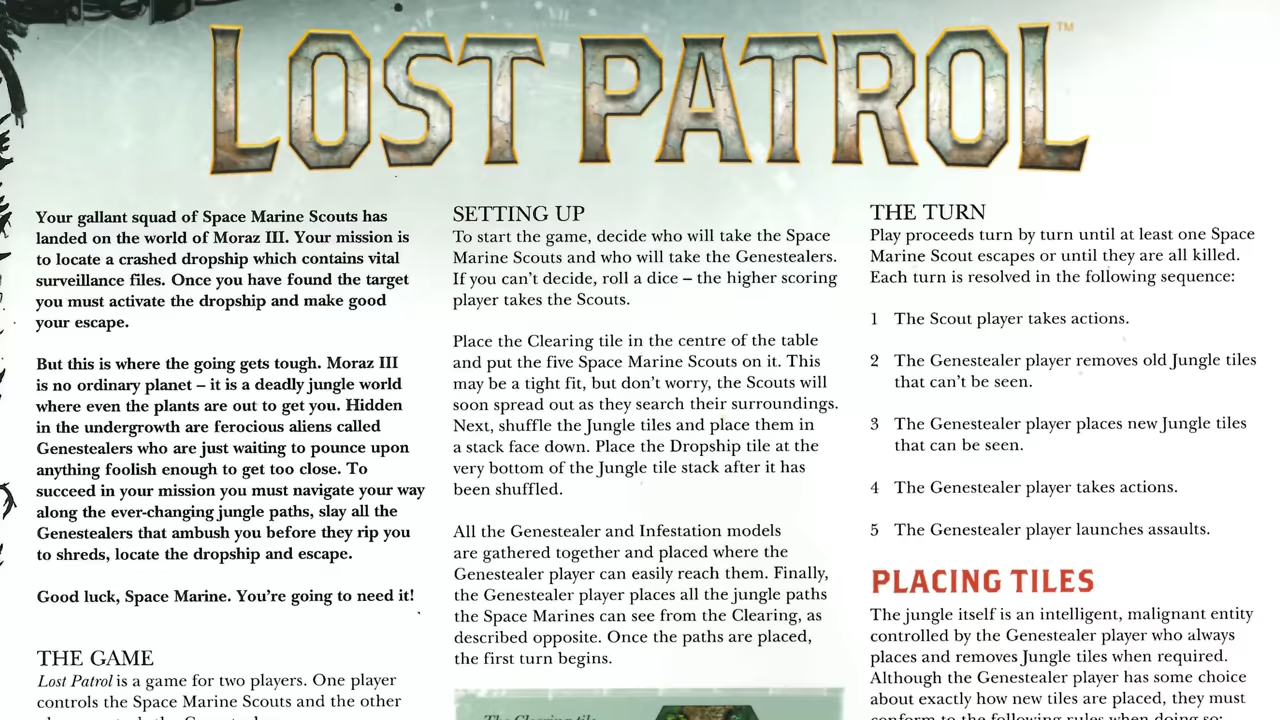 LOST PATROL™
Your gallant squad of Space Marine Scouts has
landed on the world of Moraz III. Your mission is
to locate a crashed dropship which contains vital
surveillance files. Once you have found the target
you must activate the dropship and make good
your escape.
But this is where the going gets tough. Moraz III
is no ordinary planet – it is a deadly jungle world
where even the plants are out to get you. Hidden
in the undergrowth are ferocious aliens called
Genestealers who are just waiting to pounce upon
anything foolish enough to get too close. To
succeed in your mission you must navigate your way
along the ever-changing jungle paths, slay all the
Genestealers that ambush you before they rip you
to shreds, locate the dropship and escape.
Good luck, Space Marine. You're going to need it!
THE GAME
Lost Patrol is a game for two players. One player
controls the Space Marine Scouts and the other
SETTING UP
To start the game, decide who will take the Space
Marine Scouts and who will take the Genestealers.
If you can't decide, roll a dice – the higher scoring
player takes the Scouts.
Place the Clearing tile in the centre of the table
and put the five Space Marine Scouts on it. This
may be a tight fit, but don't worry, the Scouts will
soon spread out as they search their surroundings.
Next, shuffle the Jungle tiles and place them in
a stack face down. Place the Dropship tile at the
very bottom of the Jungle tile stack after it has
been shuffled.
All the Genestealer and Infestation models
are gathered together and placed where the
Genestealer player can easily reach them. Finally,
the Genestealer player places all the jungle paths
the Space Marines can see from the Clearing, as
described opposite. Once the paths are placed,
the first turn begins.
The Clearing tile
THE TURN
Play proceeds turn by turn until at least one Space
Marine Scout escapes or until they are all killed.
Each turn is resolved in the following sequence:
1 The Scout player takes actions.
2 The Genestealer player removes old Jungle tiles
that can't be seen.
3 The Genestealer player places new Jungle tiles
that can be seen.
4 The Genestealer player takes actions.
5 The Genestealer player launches assaults.
PLACING TILES
The jungle itself is an intelligent, malignant entity
controlled by the Genestealer player who always
places and removes Jungle tiles when required.
Although the Genestealer player has some choice
about exactly how new tiles are placed, they must
conform to the following rules when doing so: